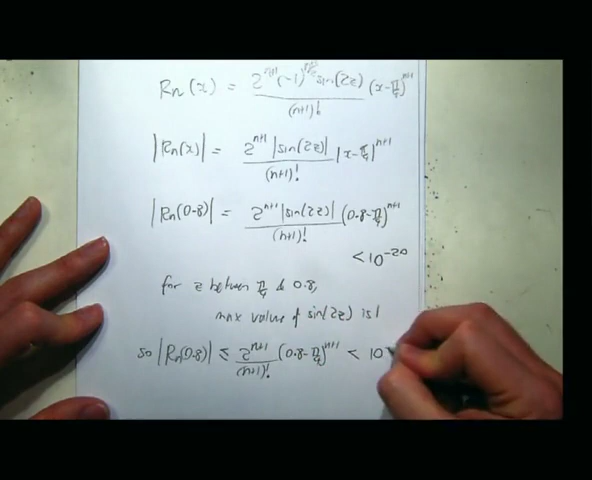 Rn(x) = 2^(n+1) (-1)^((n+1)/2) sin(2z) / (n+1)! (x-π/4)^(n+1)
|Rn(x)| = 2^(n+1) |sin(2z)| / (n+1)! |x-π/4|^(n+1)
|Rn(0.8)| = 2^(n+1) |sin(2z)| / (n+1)! (0.8-π/4)^(n+1)
< 10^(-20)
for z between π/4 & 0.8,
max value of sin(2z) is 1
so |Rn(0.8)| ≤ 2^(n+1) / (n+1)! (0.8-π/4)^(n+1) < 10